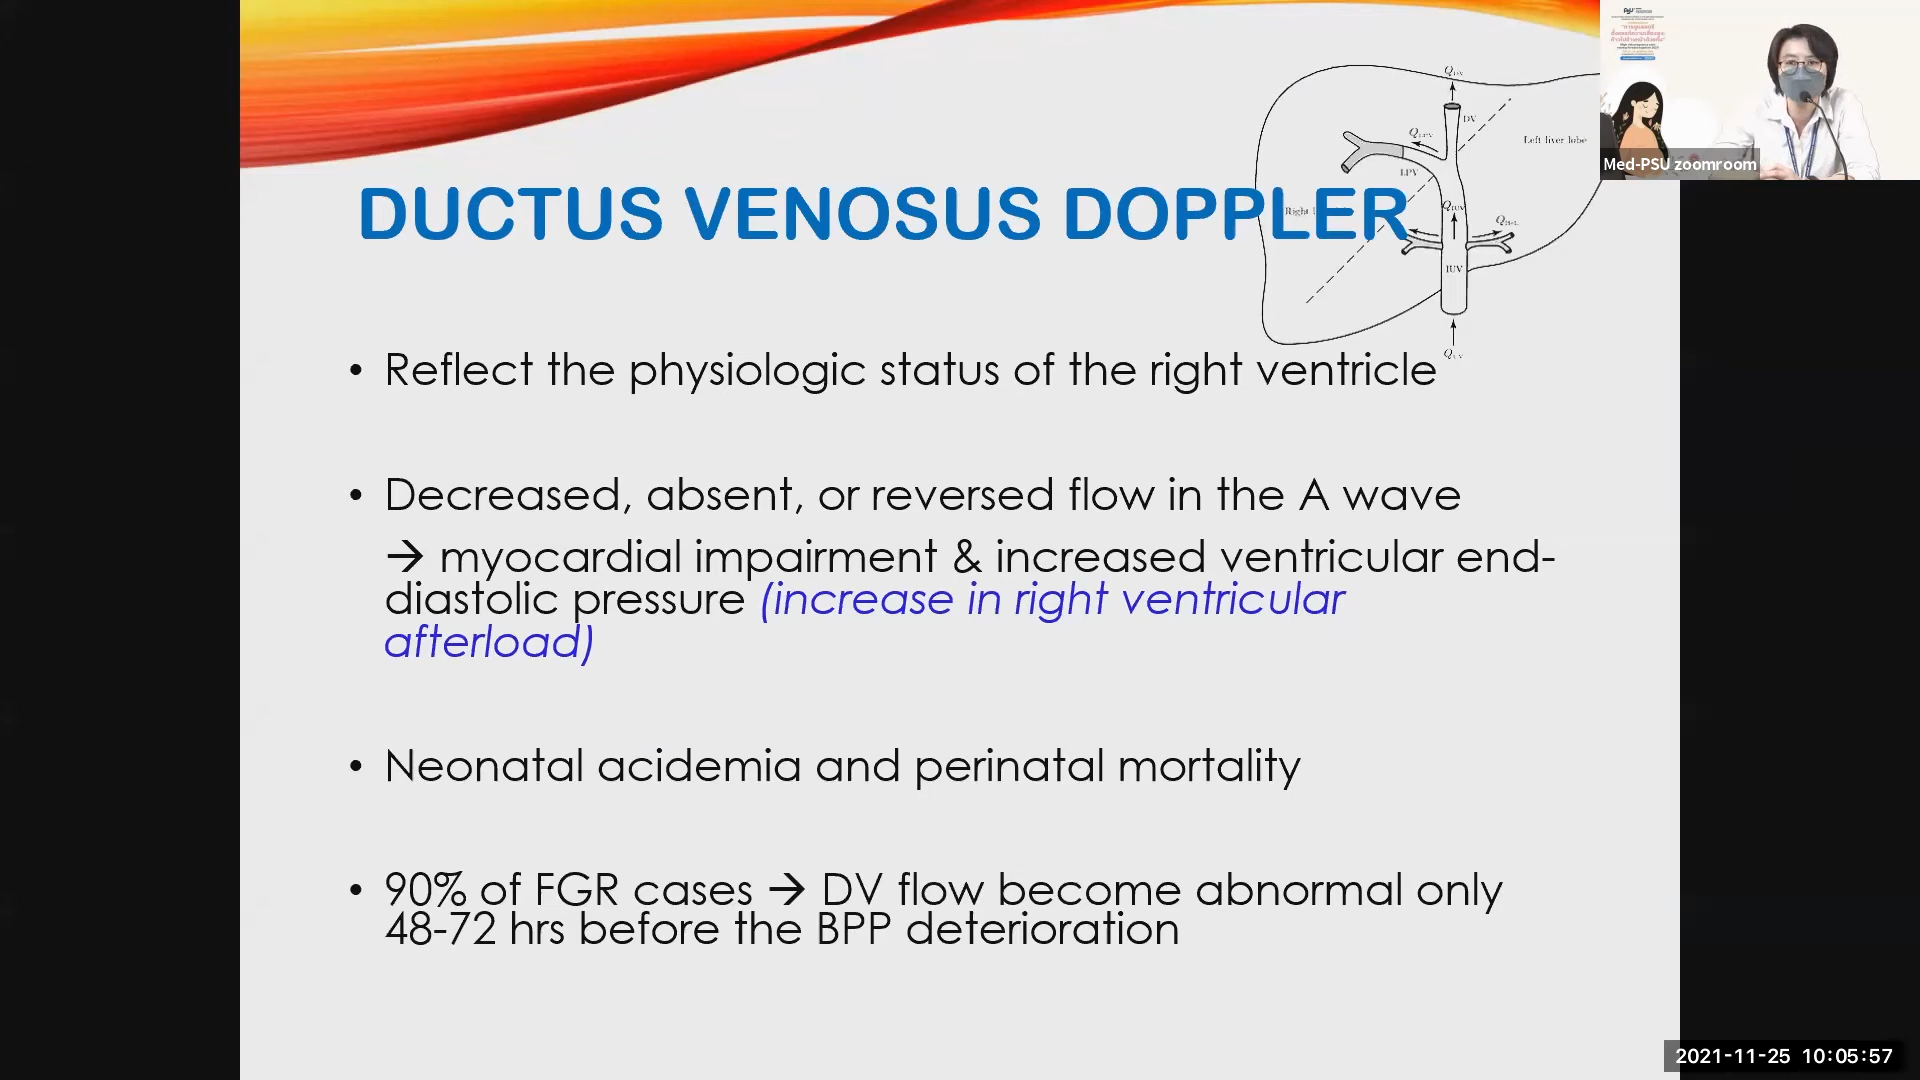 DUCTUS VENOSUS DOPPLER
DV
Left liver lobe
LPV
Right
IUV
• Reflect the physiologic status of the right ventricle
• Decreased, absent, or reversed flow in the A wave
→ myocardial impairment & increased ventricular end-
diastolic pressure (increase in right ventricular
afterload)
• Neonatal acidemia and perinatal mortality
• 90% of FGR cases → DV flow become abnormal only
48-72 hrs before the BPP deterioration
Med-PSU zoomroom
2021-11-25 10:05:57